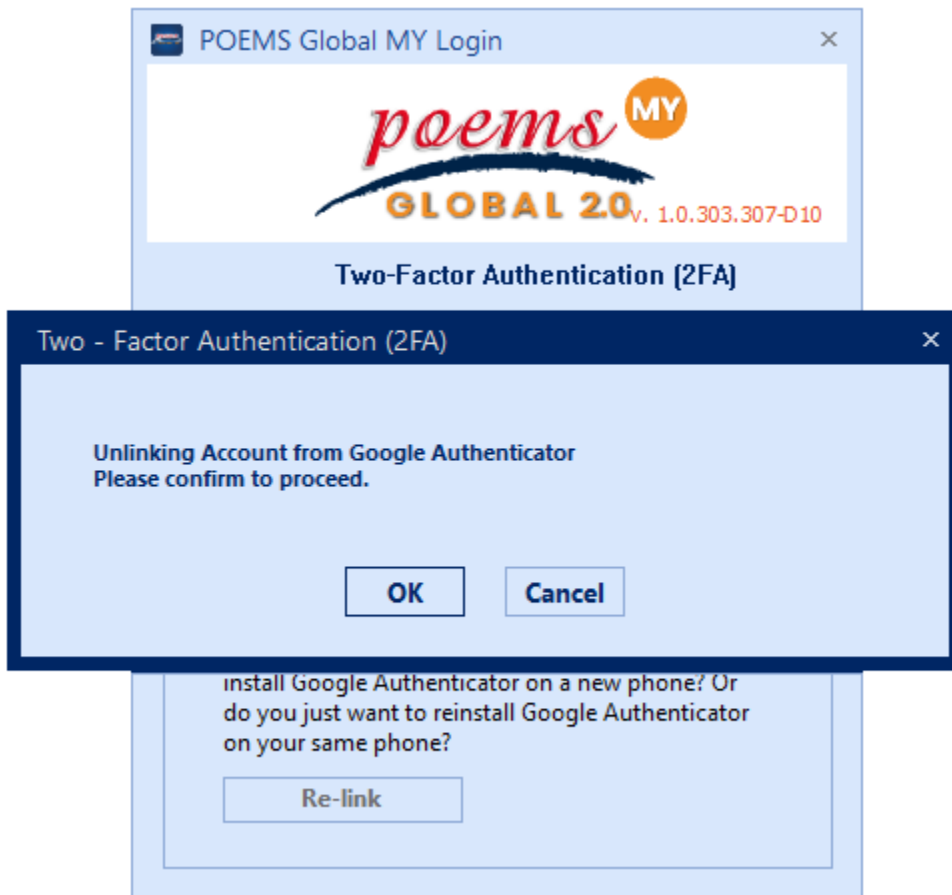 POEMS Global MY Login
poems MY
GLOBAL 2.0
v. 1.0.303.307-D10
Two-Factor Authentication (2FA)
Two - Factor Authentication (2FA)
Unlinking Account from Google Authenticator
Please confirm to proceed.
OK Cancel
install Google Authenticator on a new phone? Or
do you just want to reinstall Google Authenticator
on your same phone?
Re-link